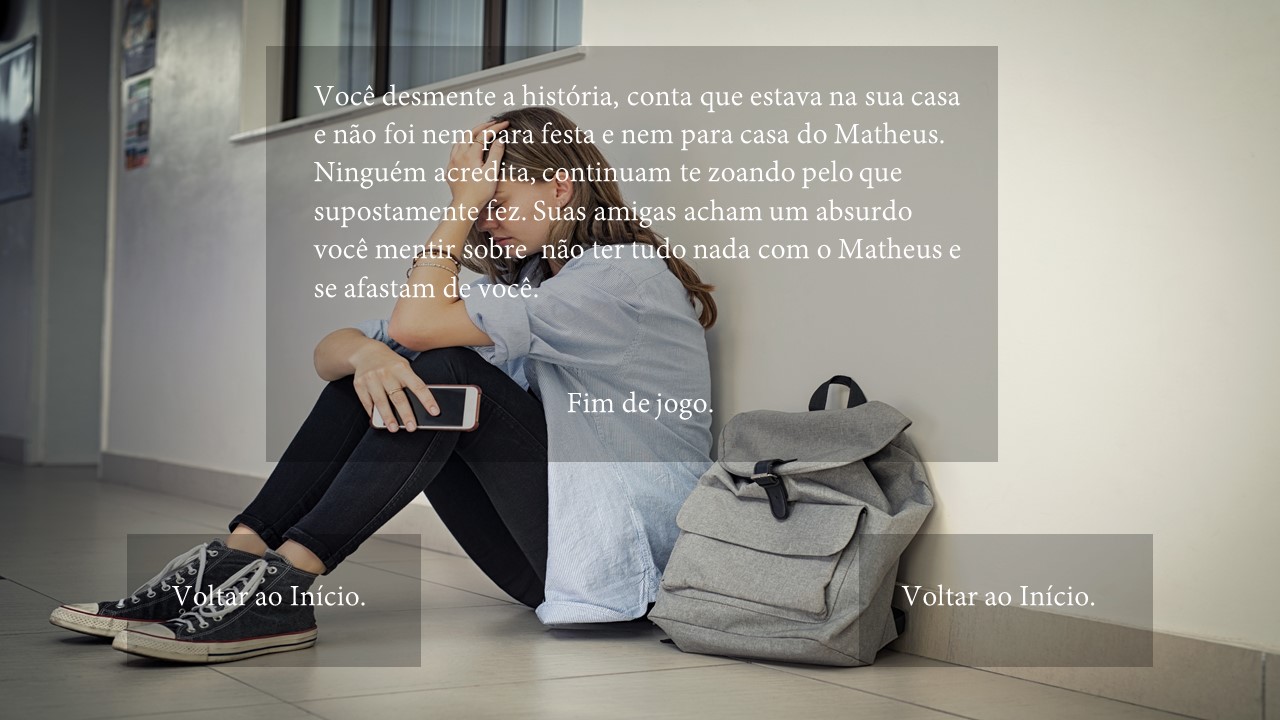 Você desmente a história, conta que estava na sua casa
e não foi nem para festa e nem para casa do Matheus.
Ninguém acredita, continuam te zoando pelo que
supostamente fez. Suas amigas acham um absurdo
você mentir sobre  não ter tudo nada com o Matheus e
se afastam de você.
Fim de jogo.
Voltar ao Início.
Voltar ao Início.